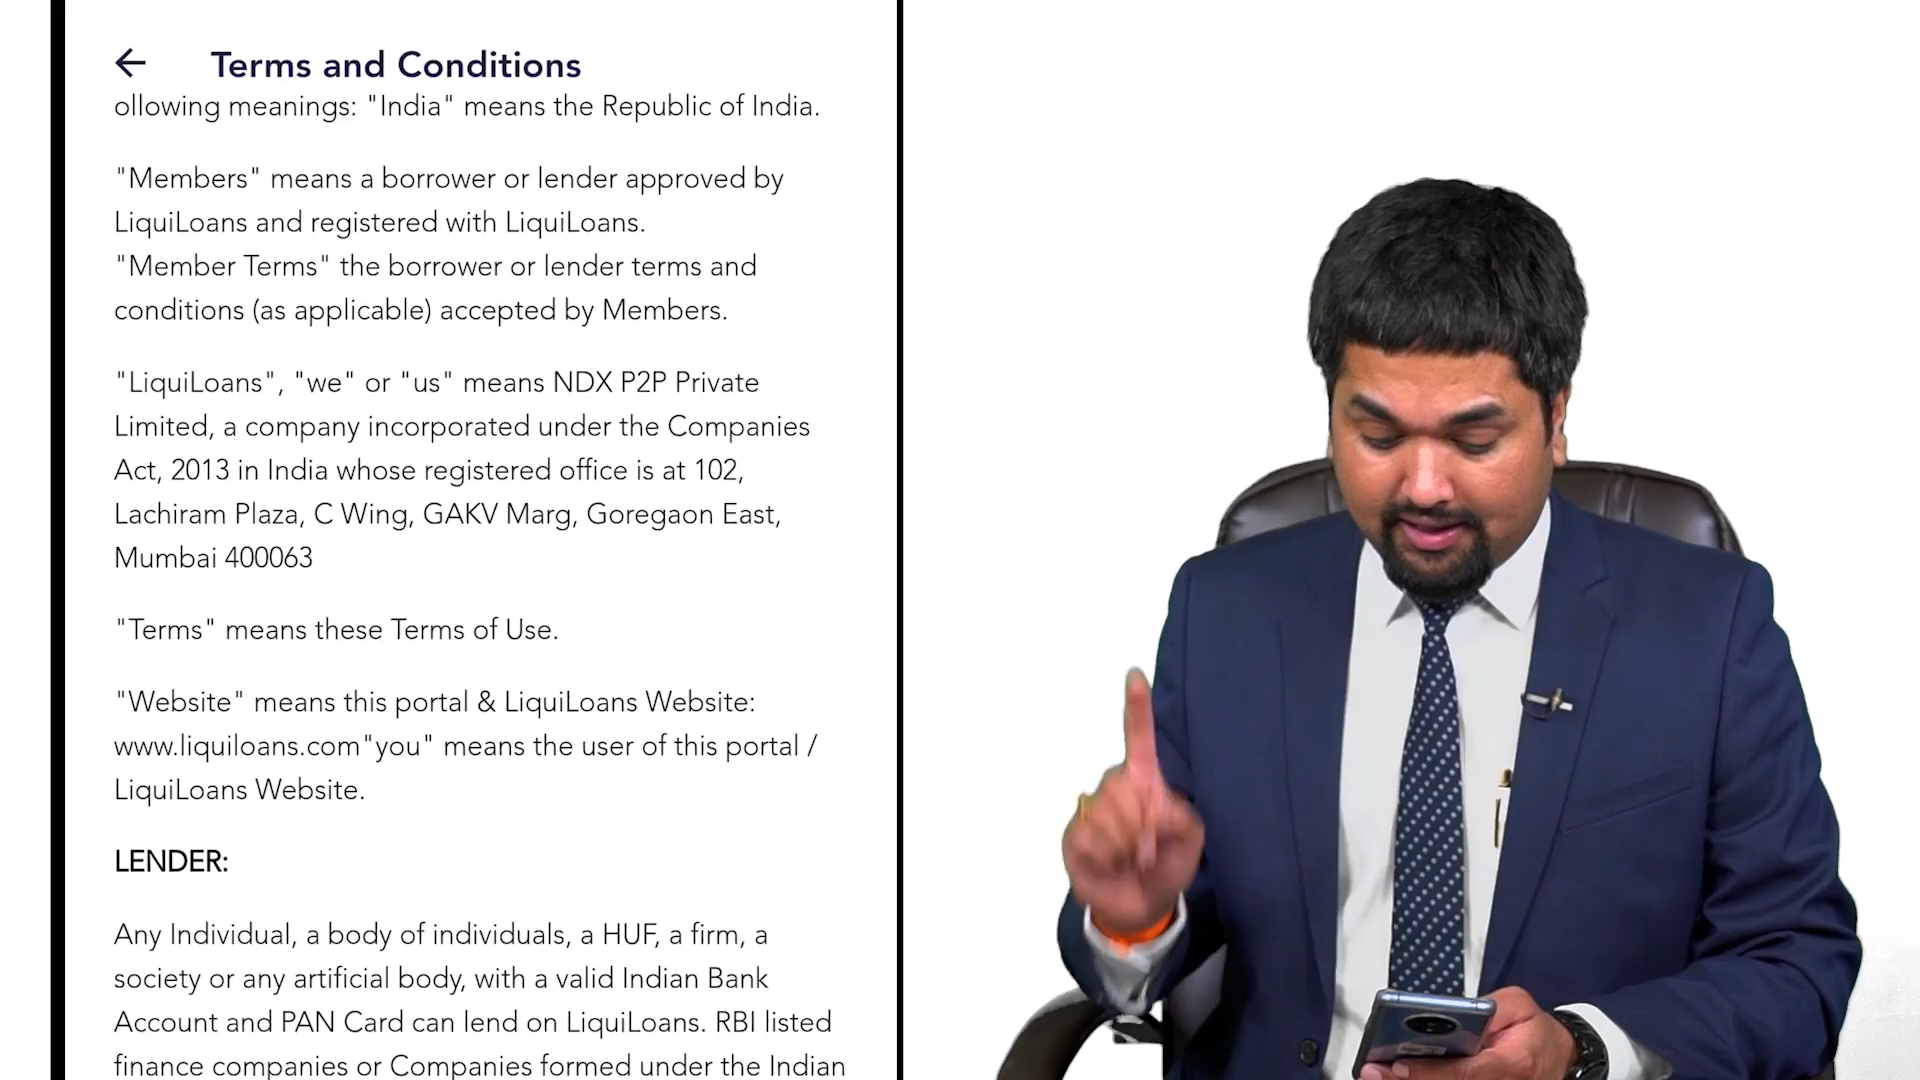 Terms and Conditions
ollowing meanings: "India" means the Republic of India.
"Members" means a borrower or lender approved by
LiquiLoans and registered with LiquiLoans.
"Member Terms" the borrower or lender terms and
conditions (as applicable) accepted by Members.
"LiquiLoans", "we" or "us" means NDX P2P Private
Limited, a company incorporated under the Companies
Act, 2013 in India whose registered office is at 102,
Lachiram Plaza, C Wing, GAKV Marg, Goregaon East,
Mumbai 400063
"Terms" means these Terms of Use.
"Website" means this portal & LiquiLoans Website:
www.liquiloans.com"you" means the user of this portal /
LiquiLoans Website.
LENDER:
Any Individual, a body of individuals, a HUF, a firm, a
society or any artificial body, with a valid Indian Bank
Account and PAN Card can lend on LiquiLoans. RBI listed
finance companies or Companies formed under the Indian